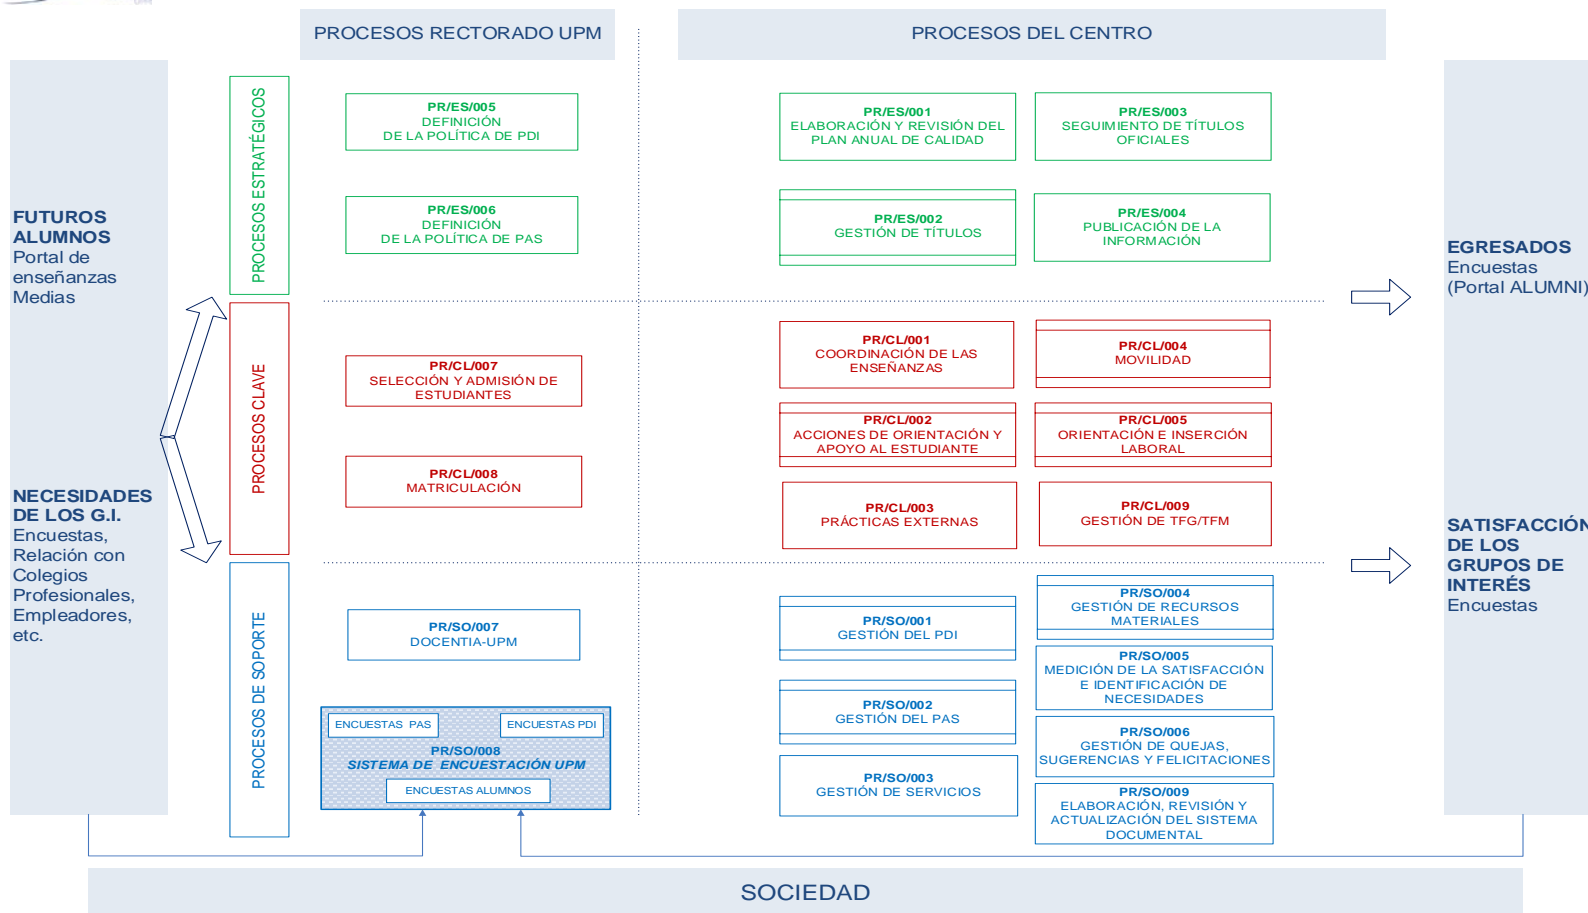 PROCESOS RECTORADO UPM
PROCESOS DEL CENTRO
FUTUROS
ALUMNOS
Portal de
enseñanzas
Medias
NECESIDADES
DE LOS G.I.
Encuestas,
Relación con
Colegios
Profesionales,
Empleadores,
etc.
PROCESOS ESTRATÉGICOS
PR/ES/005
DEFINICIÓN
DE LA POLÍTICA DE PDI
PR/ES/006
DEFINICIÓN
DE LA POLÍTICA DE PAS
PR/ES/001
ELABORACIÓN Y REVISIÓN DEL
PLAN ANUAL DE CALIDAD
PR/ES/003
SEGUIMIENTO DE TÍTULOS
OFICIALES
PR/ES/002
GESTIÓN DE TÍTULOS
PR/ES/004
PUBLICACIÓN DE LA
INFORMACIÓN
PROCESOS CLAVE
PR/CL/007
SELECCIÓN Y ADMISIÓN DE
ESTUDIANTES
PR/CL/008
MATRICULACIÓN
PR/CL/001
COORDINACIÓN DE LAS
ENSEÑANZAS
PR/CL/004
MOVILIDAD
PR/CL/002
ACCIONES DE ORIENTACIÓN Y
APOYO AL ESTUDIANTE
PR/CL/005
ORIENTACIÓN E INSERCIÓN
LABORAL
PR/CL/003
PRÁCTICAS EXTERNAS
PR/CL/009
GESTIÓN DE TFG/TFM
PROCESOS DE SOPORTE
PR/SO/007
DOCENTIA-UPM
ENCUESTAS PAS
ENCUESTAS PDI
PR/SO/008
SISTEMA DE ENCUESTACIÓN UPM
ENCUESTAS ALUMNOS
PR/SO/001
GESTIÓN DEL PDI
PR/SO/004
GESTIÓN DE RECURSOS
MATERIALES
PR/SO/005
MEDICIÓN DE LA SATISFACCIÓN
E IDENTIFICACIÓN DE
NECESIDADES
PR/SO/002
GESTIÓN DEL PAS
PR/SO/006
GESTIÓN DE QUEJAS,
SUGERENCIAS Y FELICITACIONES
PR/SO/003
GESTIÓN DE SERVICIOS
PR/SO/009
ELABORACIÓN, REVISIÓN Y
ACTUALIZACIÓN DEL SISTEMA
DOCUMENTAL
EGRESADOS
Encuestas
(Portal ALUMNI)
SATISFACCIÓN
DE LOS
GRUPOS DE
INTERÉS
Encuestas
SOCIEDAD